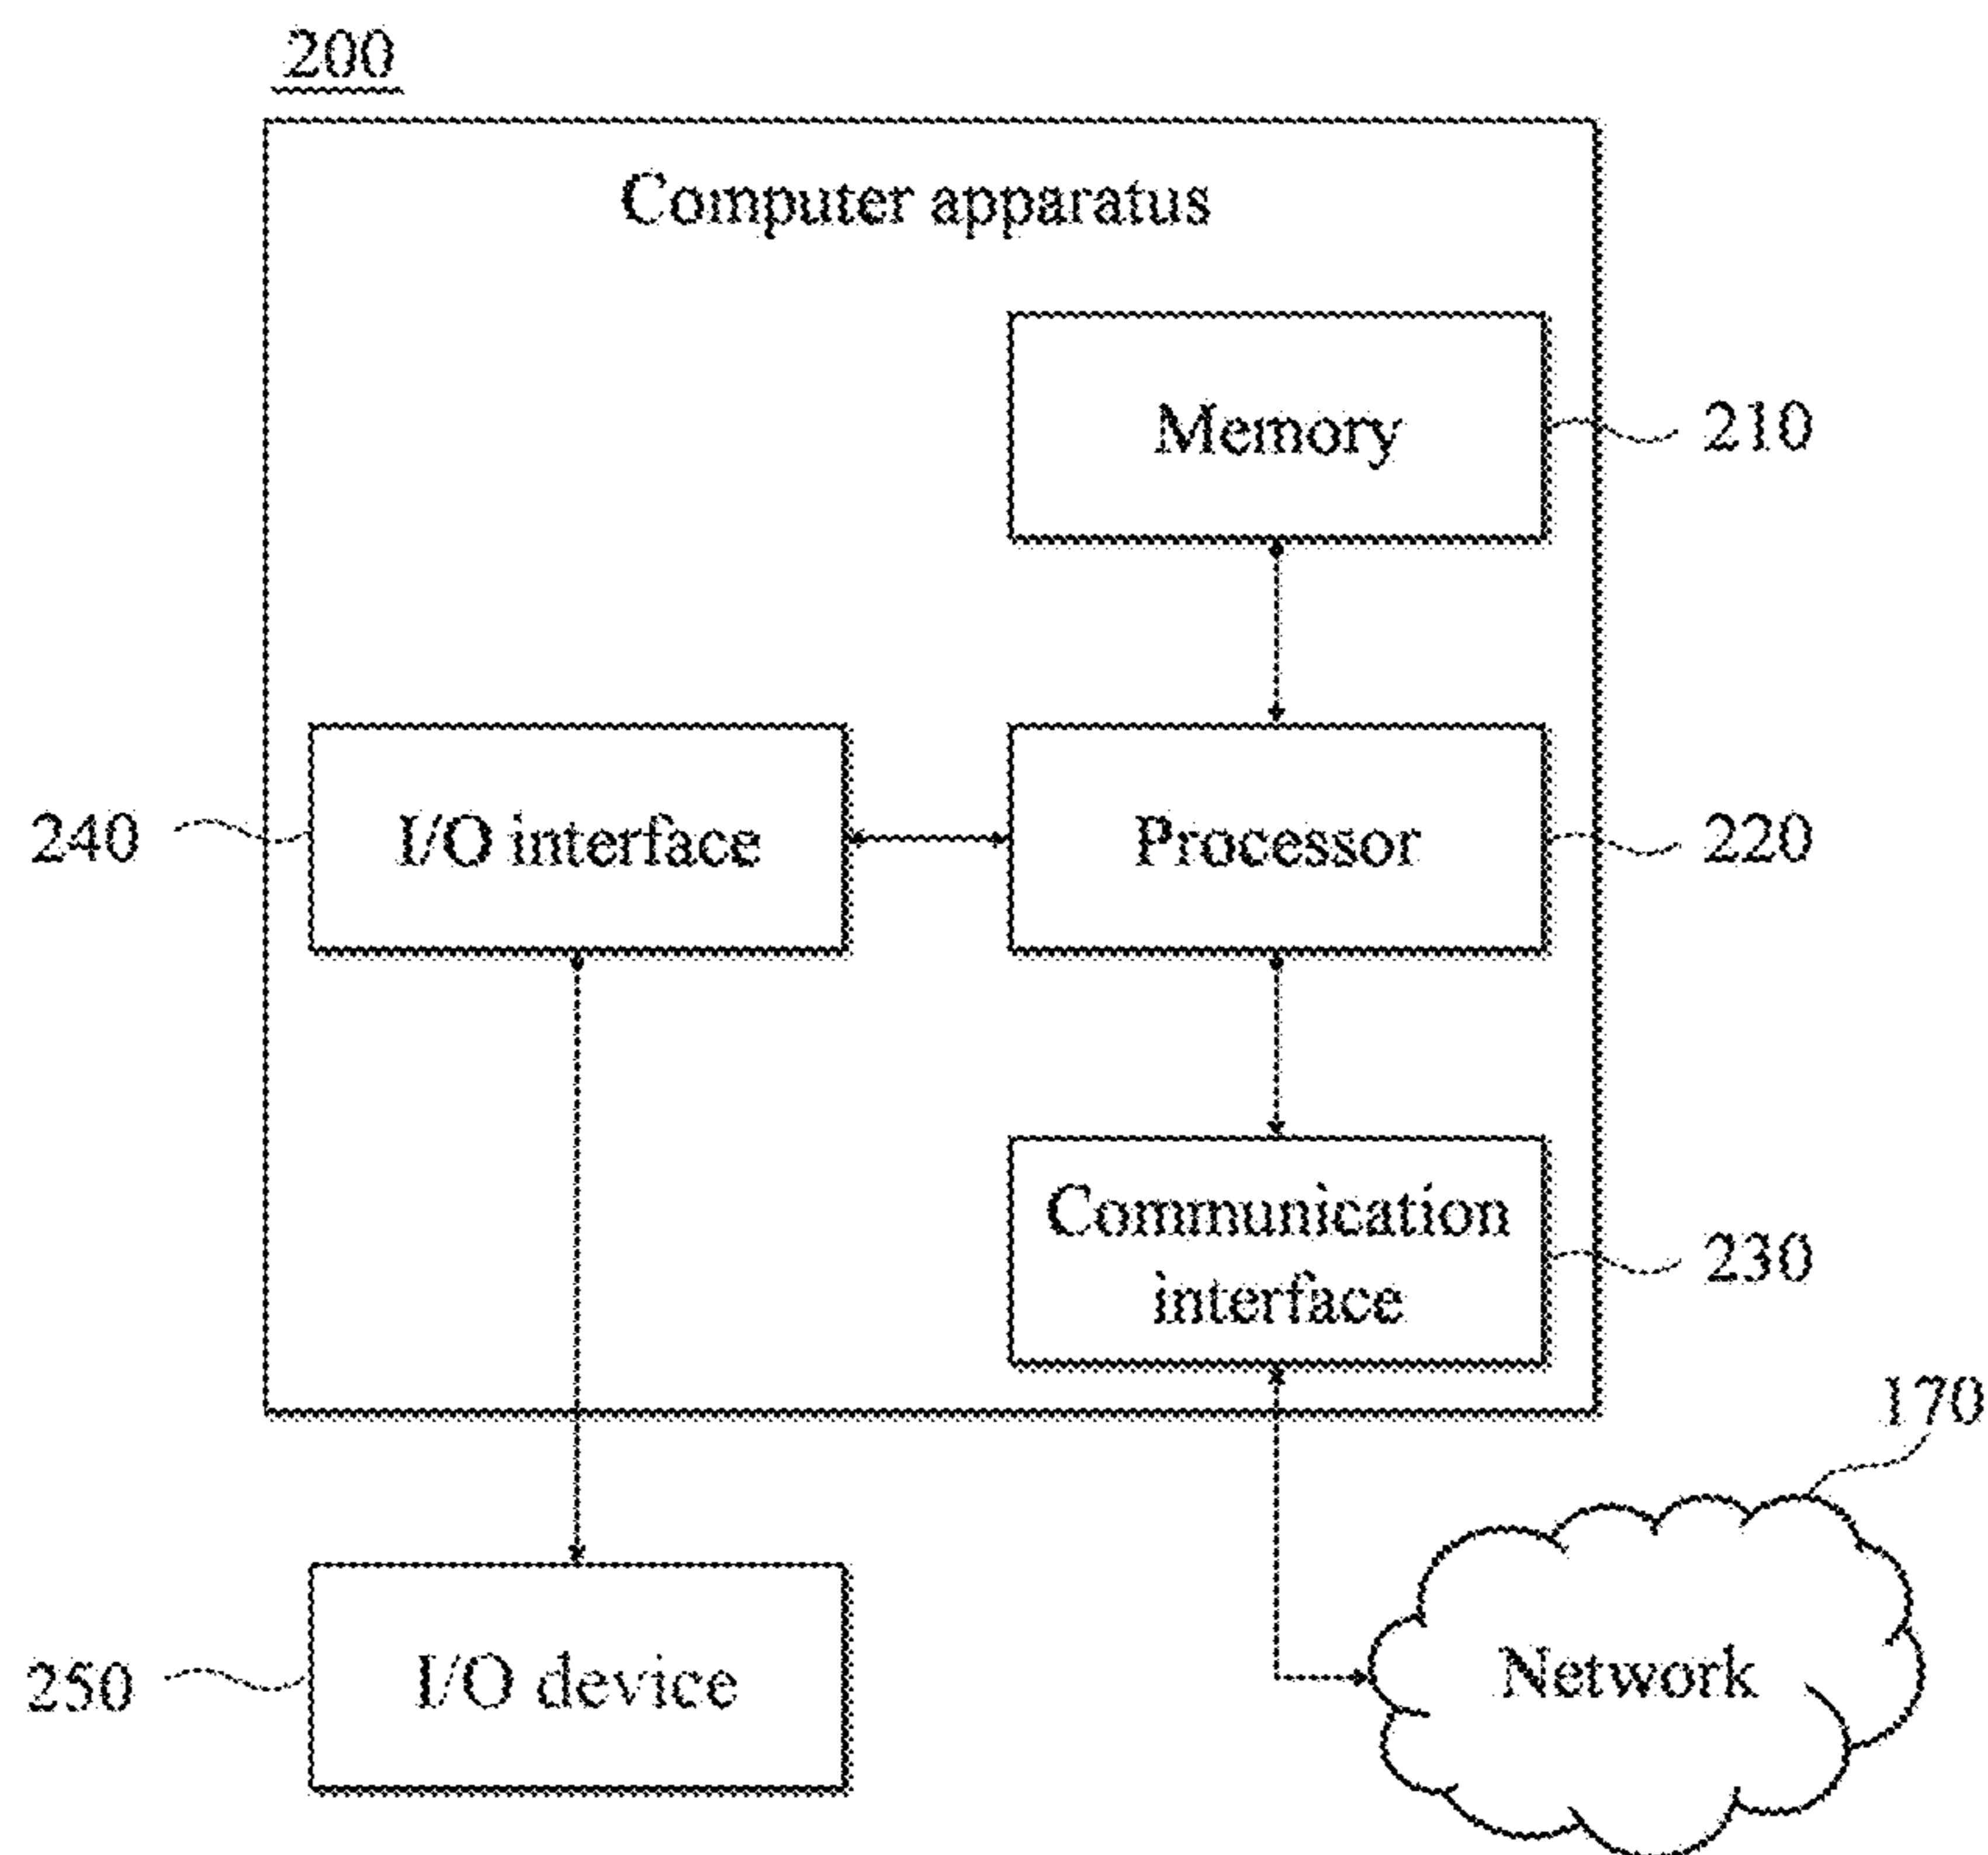 200
Computer apparatus
Memory
210
240
I/O interface
Processor
220
Communication
interface
230
170
250
I/O device
Network